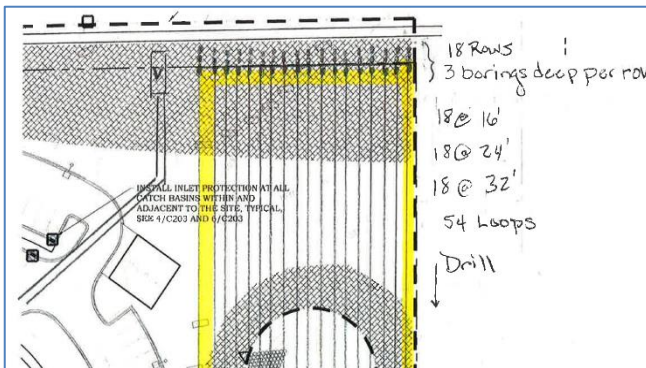 18 Rows
3 borings deep per row
18@ 16'
18@ 24'
18 @ 32'
54 Loops
Drill
V
INSTALL INLET PROTECTION AT ALL
CATCH BASINS WITHIN AND
ADJACENT TO THE SITE, TYPICAL,
SEE 4/C203 AND 6/C203